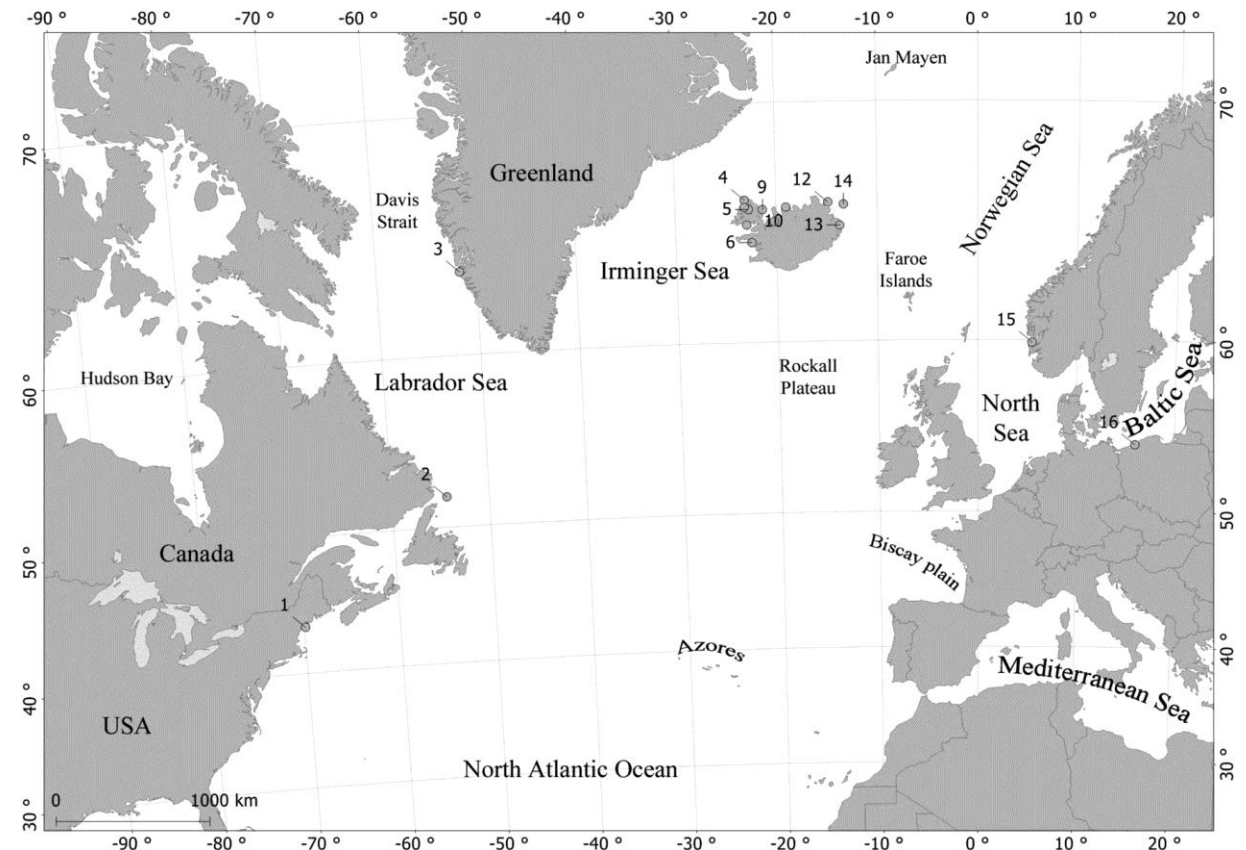 -90 ° -80 ° -70 ° -60 ° -50 ° -40 ° -30 ° -20 ° -10 ° 0 ° 10 ° 20 °
Jan Mayen
70 °
70 °
Norwegian Sea
Greenland
4 9 12 14
Davis
Strait
5
10 13
6
3
Irminger Sea
Faroe
Islands
15
60 °
60 °
Hudson Bay
Labrador Sea
Rockall
Plateau
North
Sea
Baltic Sea
16
2
50 °
50 °
Canada
Biscay plain
1
Azores
40 °
40 °
Mediterranean Sea
USA
North Atlantic Ocean
30 °
30 °
0 1000 km
-90 ° -80 ° -70 ° -60 ° -50 ° -40 ° -30 ° -20 ° -10 ° 0 ° 10 ° 20 °